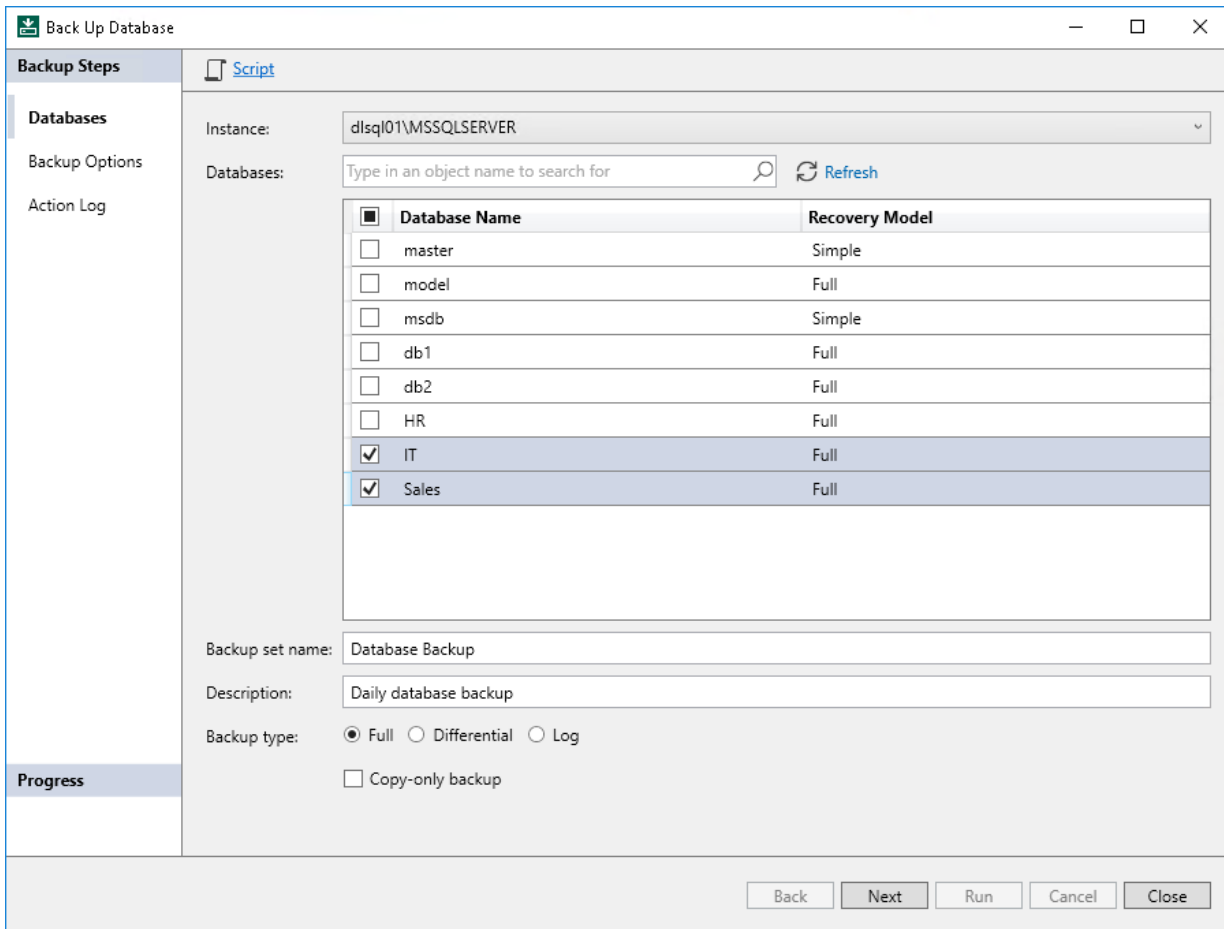 Back Up Database
Backup Steps
Script
Databases
Backup Options
Action Log
Instance: dlsql01\MSSQLSERVER
Databases: Type in an object name to search for Refresh
Database Name Recovery Model
master Simple
model Full
msdb Simple
db1 Full
db2 Full
HR Full
IT Full
Sales Full
Backup set name: Database Backup
Description: Daily database backup
Backup type: Full Differential Log
Copy-only backup
Progress
Back Next Run Cancel Close